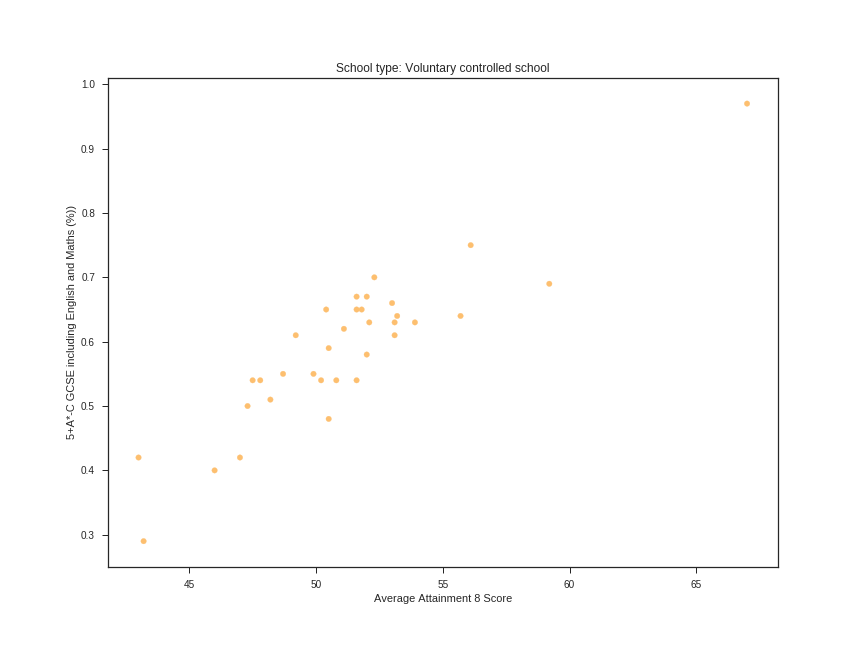 School type: Voluntary controlled school
1.0
0.9
0.8
0.7
0.6
0.5
0.4
0.3
5+A*-C GCSE including English and Maths (%))
45 50 55 60 65
Average Attainment 8 Score